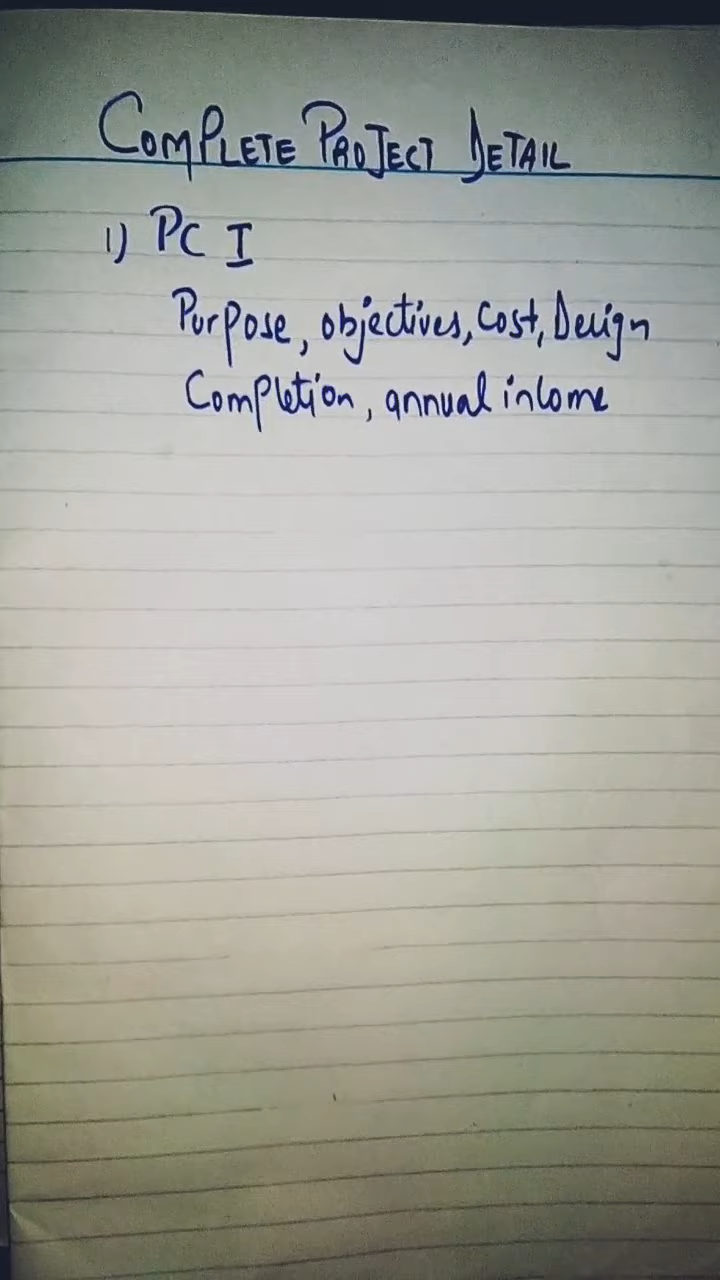 COMPLETE PROJECT DETAIL
1) PC I
Purpose, objectives, Cost, Design
Completion, annual income